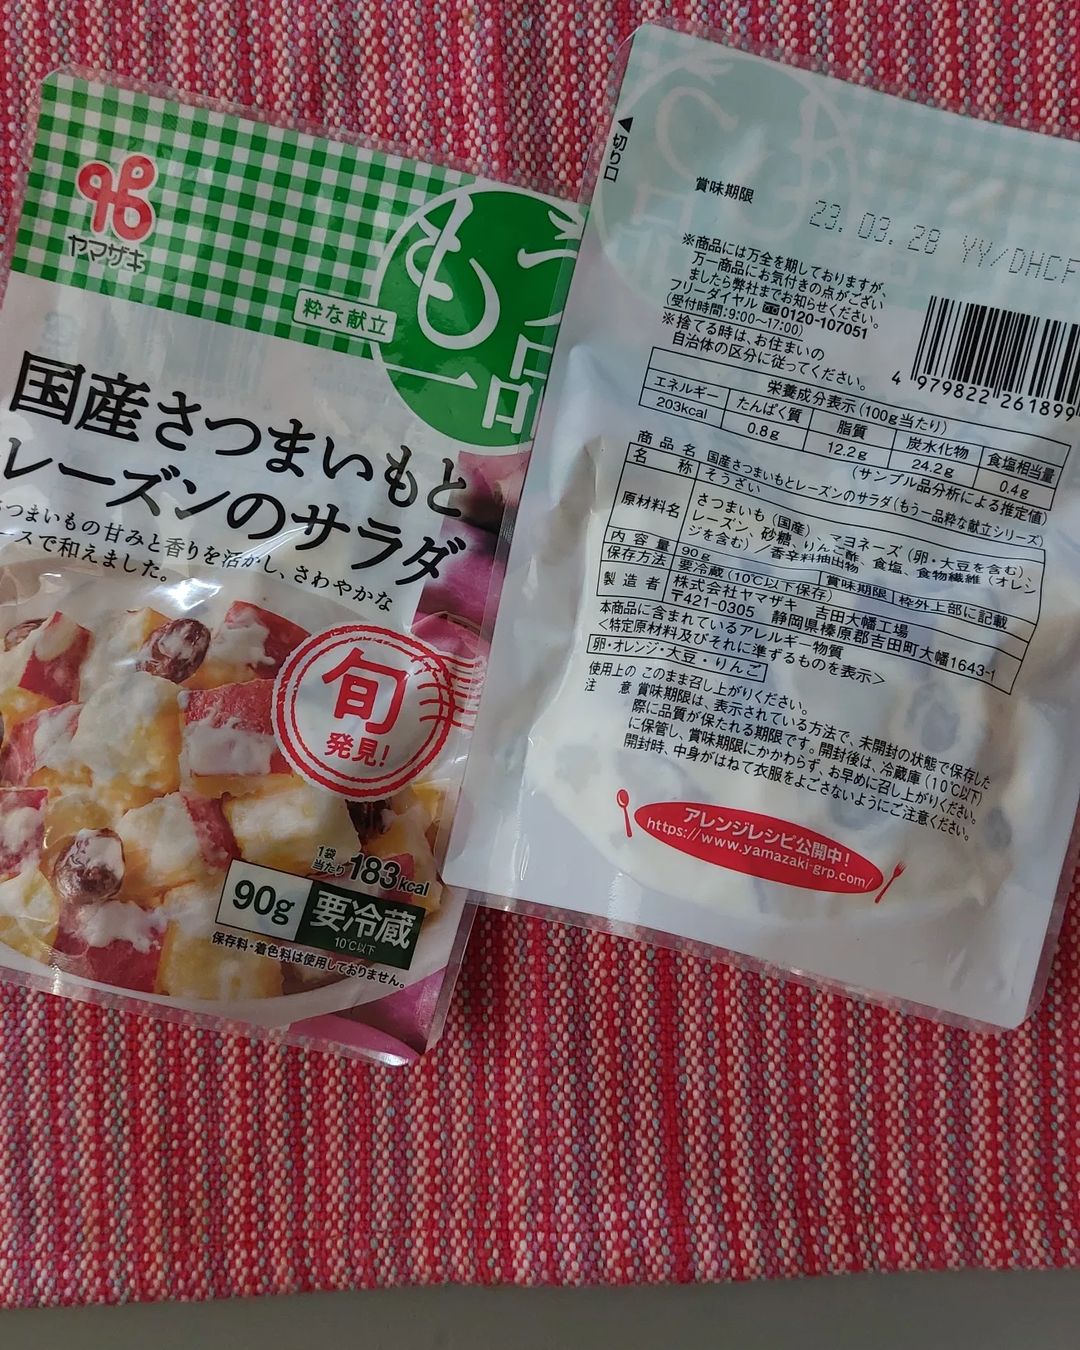 ヤマザキ
粋な献立
もう
一品
国産さつまいもと
レーズンのサラダ
つまいもの甘みと香りを活かし、さわやかな
ースで和えました。
旬
発見!
1袋
当たり183kcal
90g
要冷蔵
10℃以下
保存料・着色料は使用しておりません。
◀切り口
賞味期限
23. 03. 28 YY/DHCF
※商品には万全を期しておりますが、
万一商品にお気付きの点がござい
ましたら弊社までお知らせください。
フリーダイヤル 0120-107051
(受付時間:9:00〜17:00)
※捨てる時は、お住まいの
自治体の区分に従ってください。
4 979822 261899
栄養成分表示(100g当たり)
エネルギー たんぱく質 脂質 炭水化物 食塩相当量
203kcal 0.8g 12.2g 24.2g 0.4g
(サンプル品分析による推定値)
商品名 国産さつまいもとレーズンのサラダ(もう一品粋な献立シリーズ)
名称 そうざい
原材料名 さつまいも(国産)、マヨネーズ(卵・大豆を含む)、
レーズン、砂糖、りんご酢、食塩、食物繊維(オレン
ジを含む)/香辛料抽出物
内容量 90g
保存方法 要冷蔵(10℃以下保存) 賞味期限 枠外上部に記載
製造者 株式会社ヤマザキ 吉田大幡工場
〒421-0305 静岡県榛原郡吉田町大幡1643-1
本商品に含まれているアレルギー物質
<特定原材料及びそれに準ずるものを表示>
卵・オレンジ・大豆・りんご
使用上の注意 このまま召し上がりください。
賞味期限は、表示されている方法で、未開封の状態で保存した
際に品質が保たれる期限です。開封後は、冷蔵庫(10℃以下)
に保管し、賞味期限にかかわらず、お早めに召し上がりください。
開封時、中身がはねて衣服をよごさないようにご注意ください。
アレンジレシピ公開中!
https://www.yamazaki-grp.com/